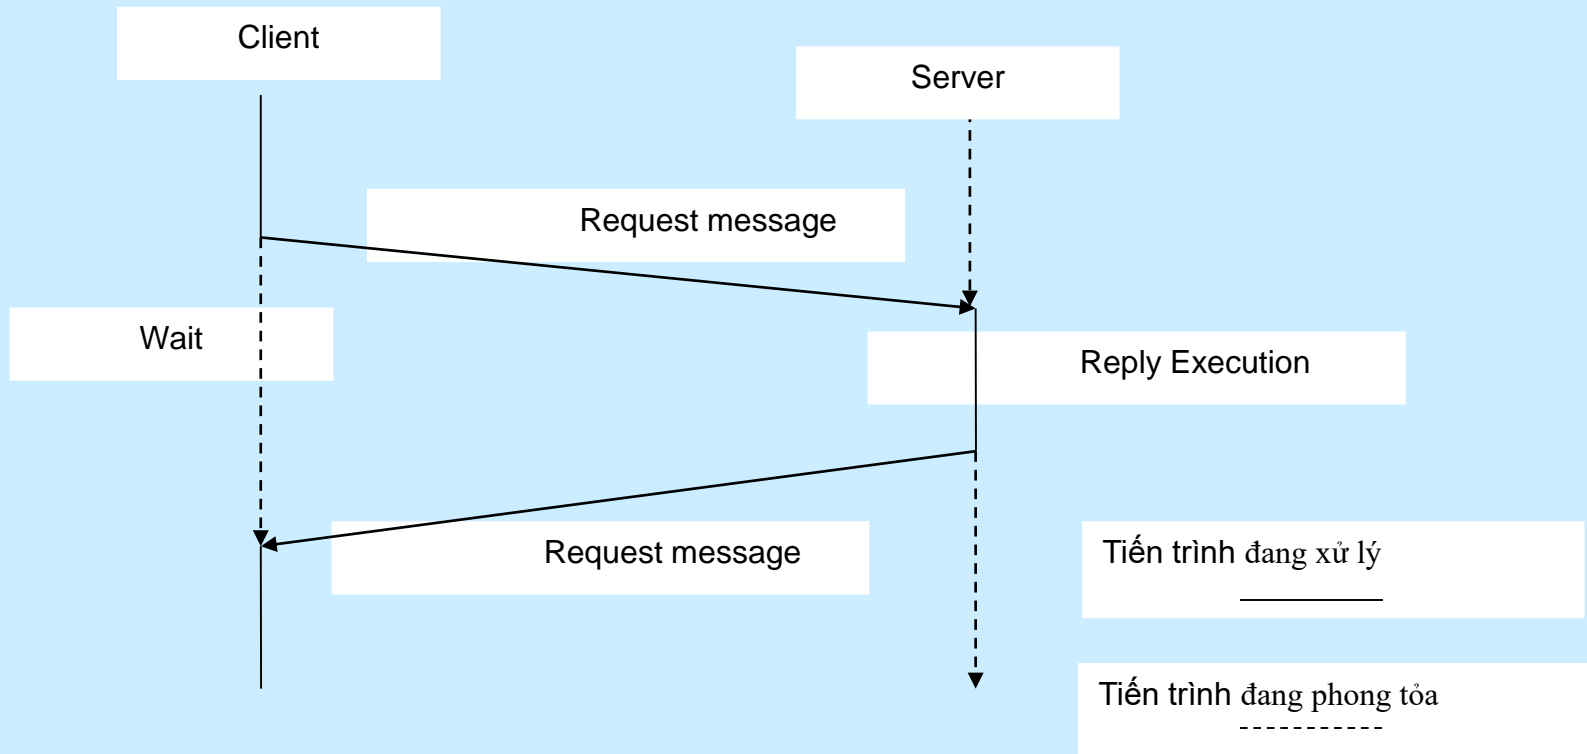 Client
Server
Request message
Wait
Reply Execution
Request message
Tiến trình đang xử lý
Tiến trình đang phong tỏa